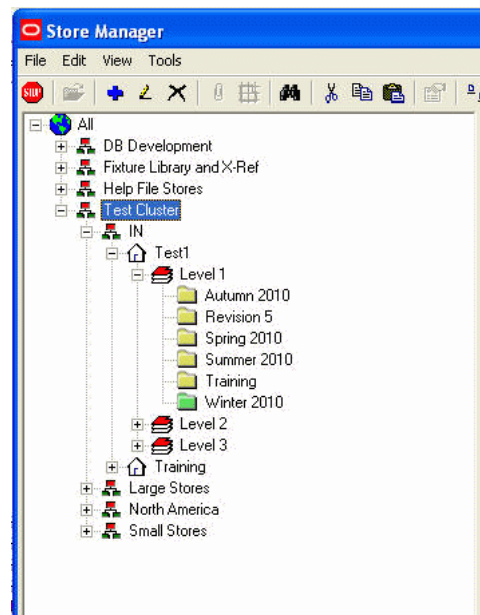 Store Manager
File Edit View Tools
STOP
All
DB Development
Fixture Library and X-Ref
Help File Stores
Test Cluster
IN
Test1
Level 1
Autumn 2010
Revision 5
Spring 2010
Summer 2010
Training
Winter 2010
Level 2
Level 3
Training
Large Stores
North America
Small Stores